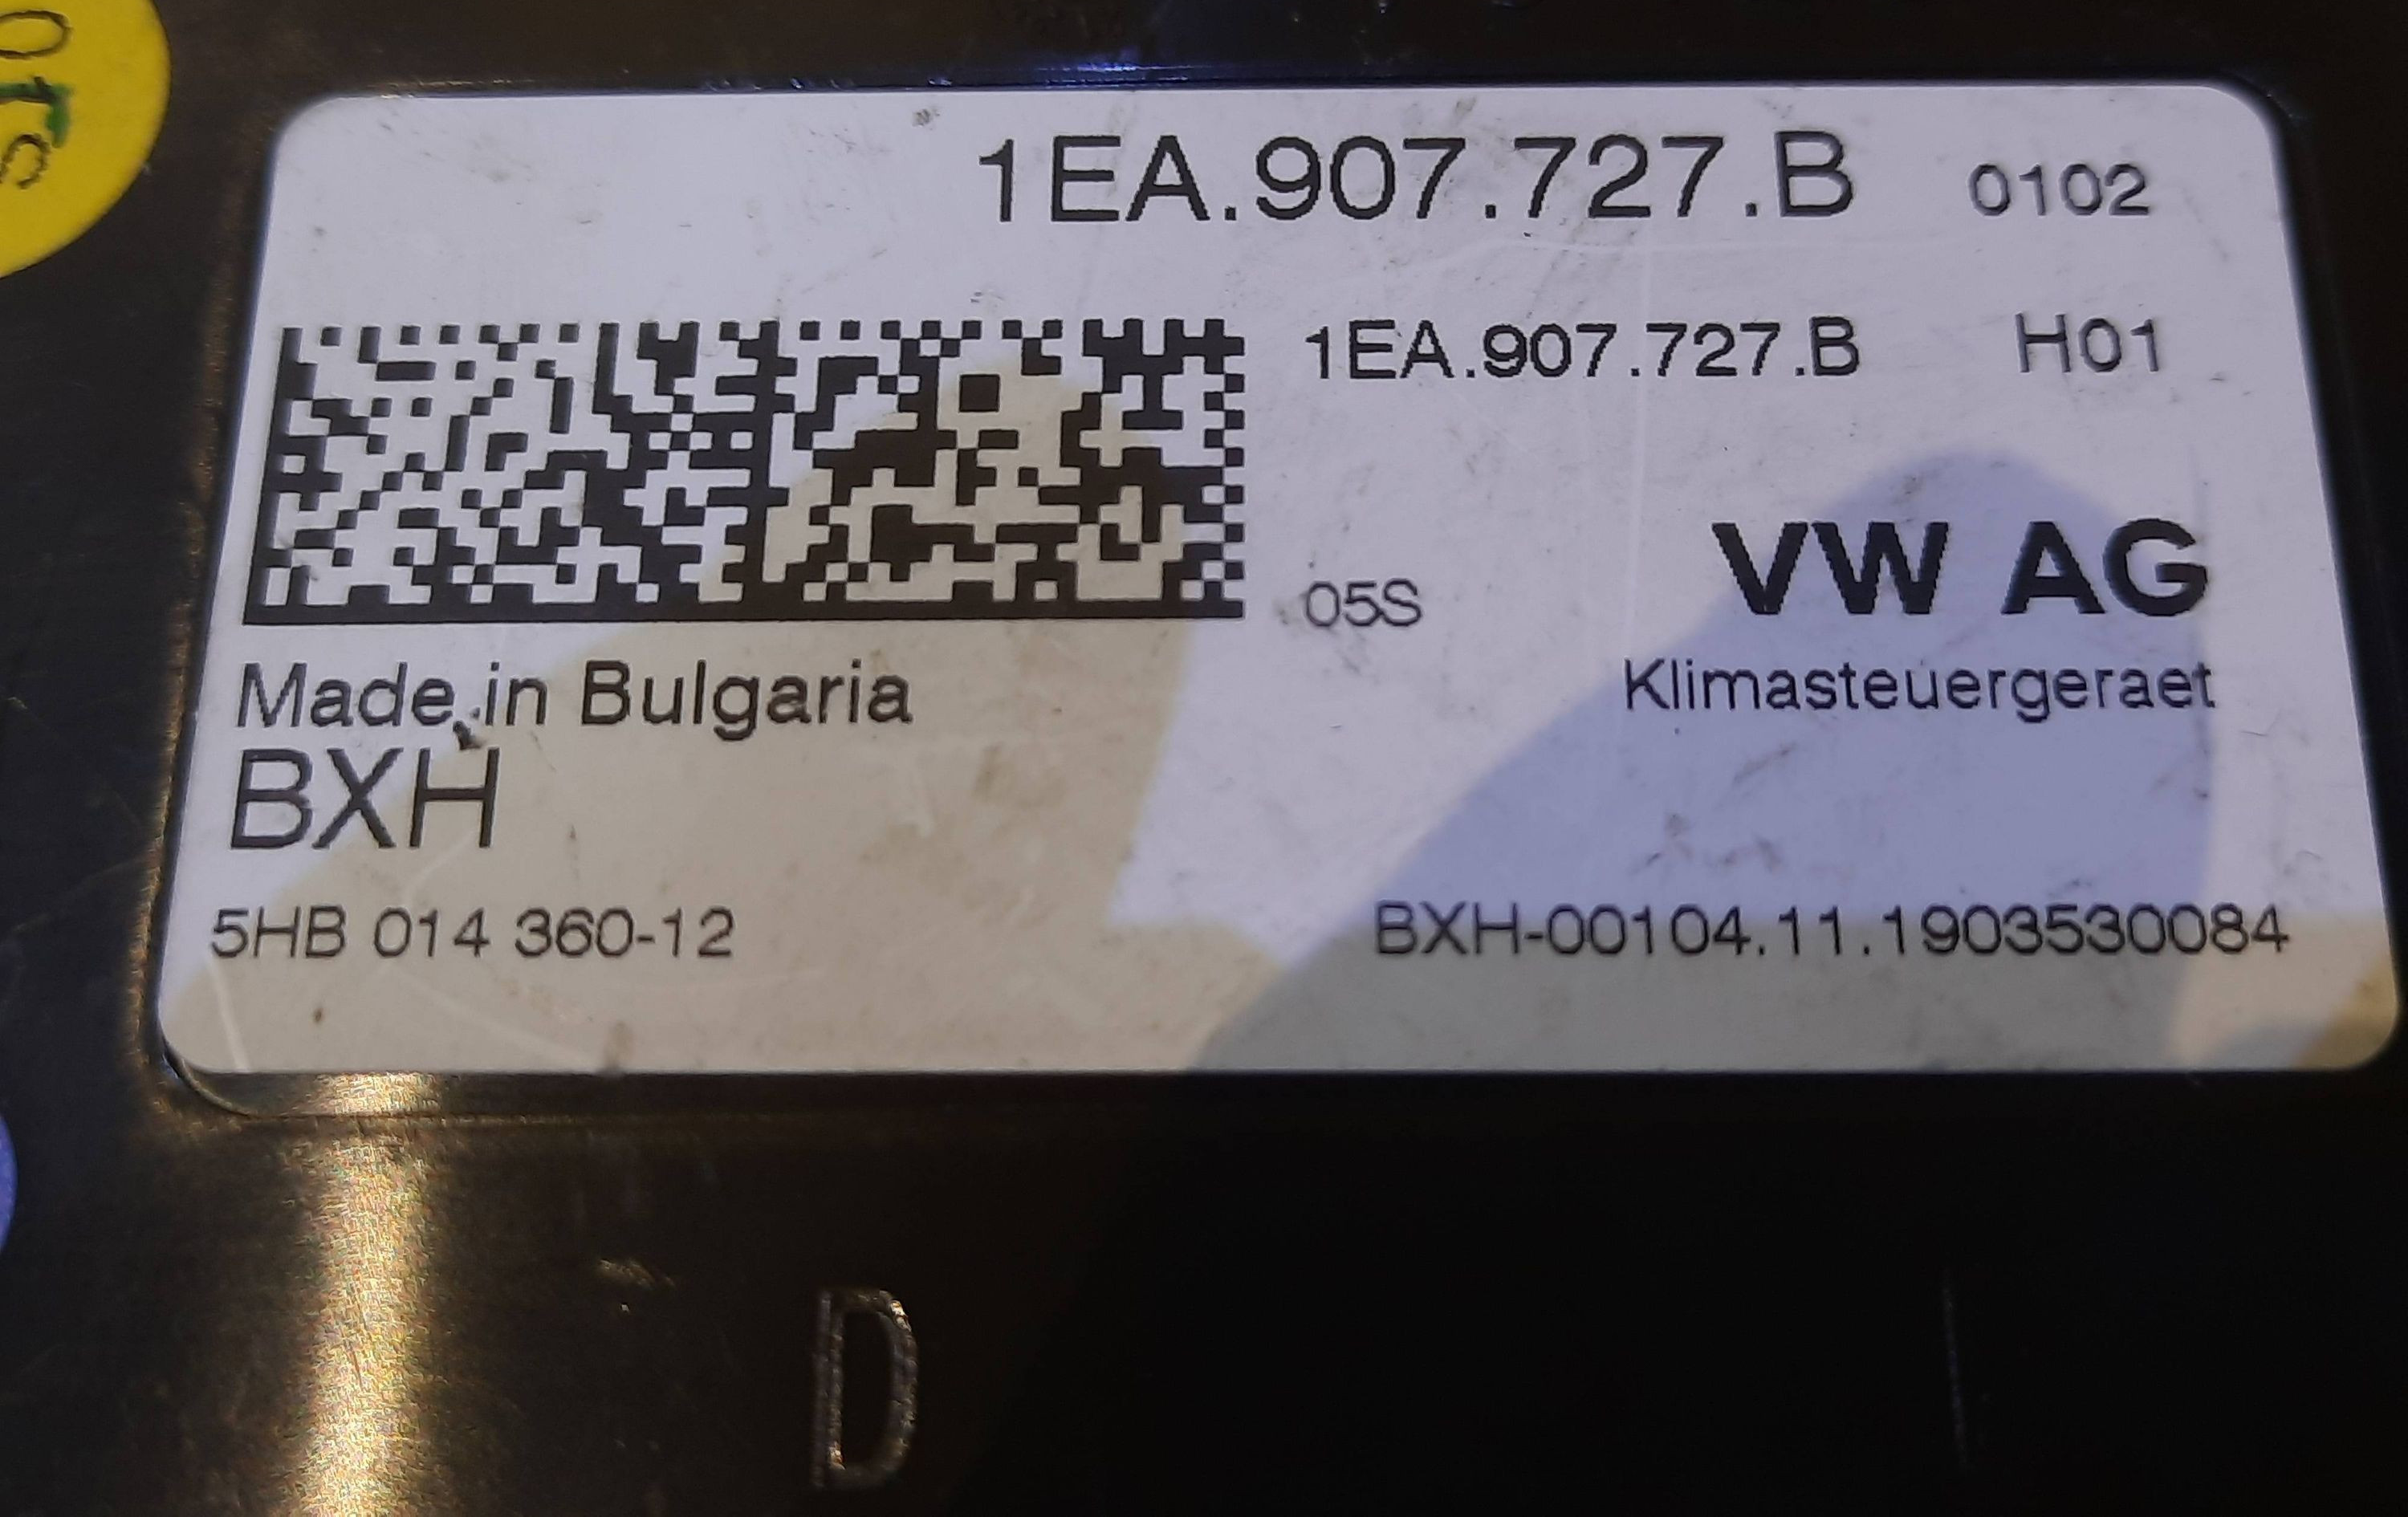 1EA.907.727.B 0102
1EA.907.727.B H01
05S
VW AG
Made in Bulgaria
Klimasteuergeraet
BXH
5HB 014 360-12
BXH-00104.11.1903530084
D